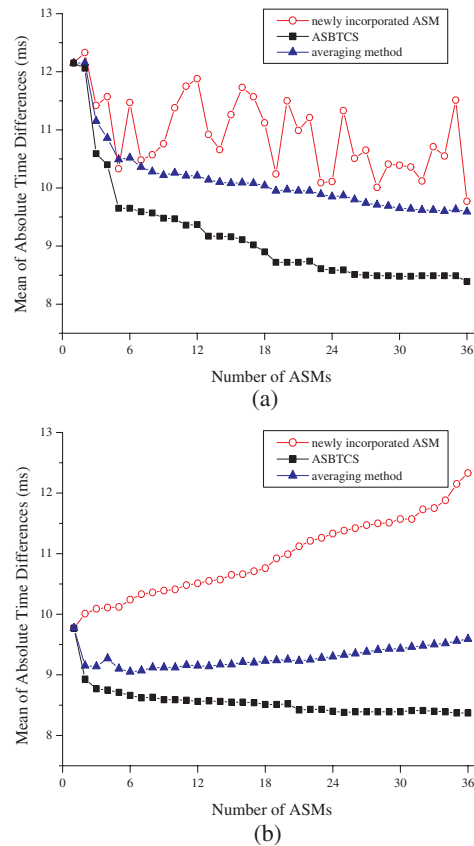 newly incorporated ASM
ASBTCS
averaging method
13
12
11
10
9
8
Mean of Absolute Time Differences (ms)
0 6 12 18 24 30 36
Number of ASMs
(a)
newly incorporated ASM
ASBTCS
averaging method
13
12
11
10
9
8
Mean of Absolute Time Differences (ms)
0 6 12 18 24 30 36
Number of ASMs
(b)